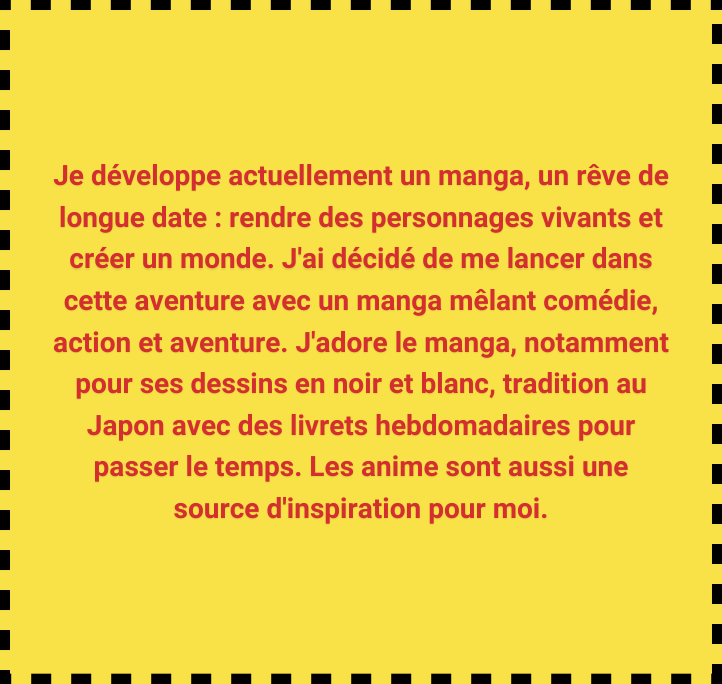 Je développe actuellement un manga, un rêve de
longue date : rendre des personnages vivants et
créer un monde. J'ai décidé de me lancer dans
cette aventure avec un manga mêlant comédie,
action et aventure. J'adore le manga, notamment
pour ses dessins en noir et blanc, tradition au
Japon avec des livrets hebdomadaires pour
passer le temps. Les anime sont aussi une
source d'inspiration pour moi.